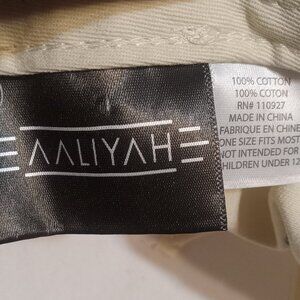 AALIYAH
100% COTTON
100% COTON
RN# 110927
MADE IN CHINA
FABRIQUE EN CHINE
ONE SIZE FITS MOST
NOT INTENDED FOR
CHILDREN UNDER 12